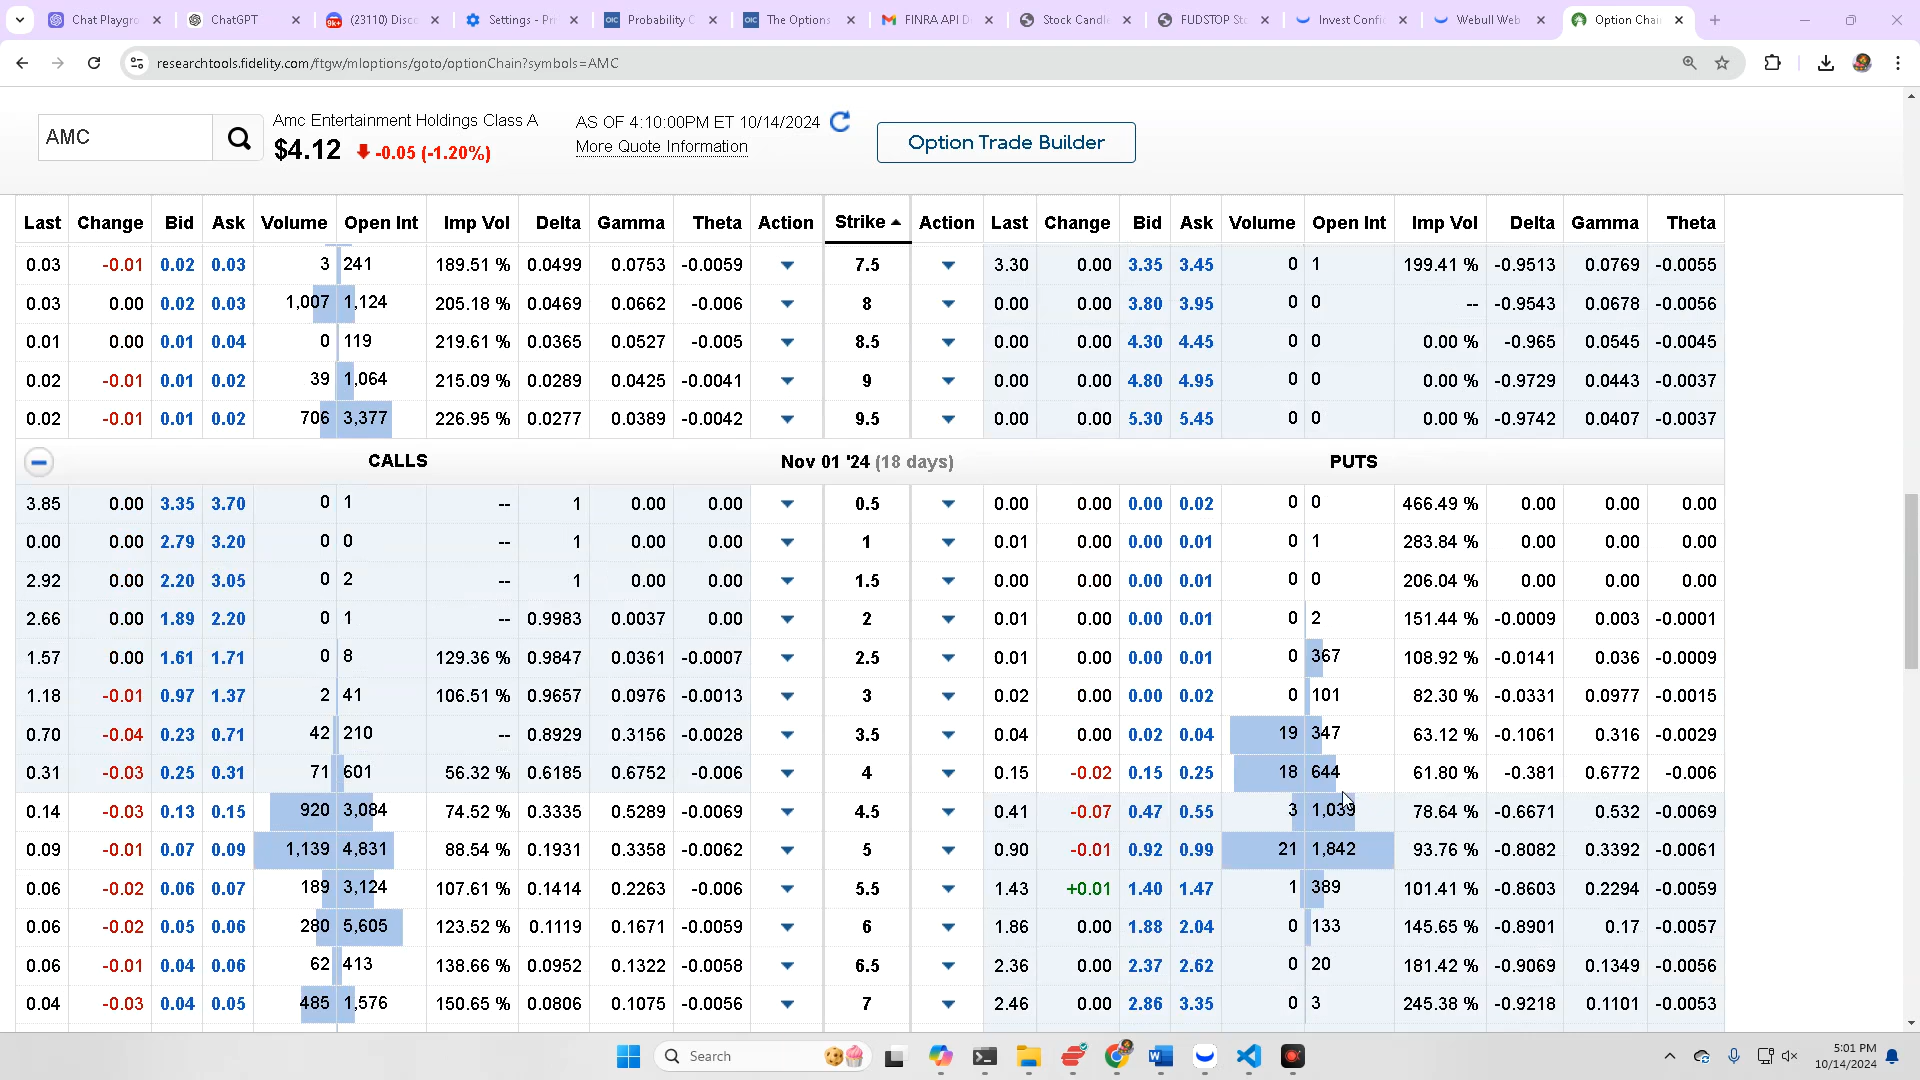 Chat Playgro
ChatGPT
(23110) Disc
Settings - Pri
OIC Probability C
OIC The Options
FINRA API D
Stock Candle
FUDSTOP Sto
Invest Confi
Webull Web
Option Chai
researchtools.fidelity.com/ftgw/mloptions/goto/optionChain?symbols=AMC
AMC
Amc Entertainment Holdings Class A
$4.12 -0.05 (-1.20%)
AS OF 4:10:00PM ET 10/14/2024
More Quote Information
Option Trade Builder
Last Change Bid Ask Volume Open Int Imp Vol Delta Gamma Theta Action Strike Action Last Change Bid Ask Volume Open Int Imp Vol Delta Gamma Theta
0.03 -0.01 0.02 0.03 3 241 189.51 % 0.0499 0.0753 -0.0059 7.5 3.30 0.00 3.35 3.45 0 1 199.41 % -0.9513 0.0769 -0.0055
0.03 0.00 0.02 0.03 1,007 1,124 205.18 % 0.0469 0.0662 -0.006 8 0.00 0.00 3.80 3.95 0 0 -- -0.9543 0.0678 -0.0056
0.01 0.00 0.01 0.04 0 119 219.61 % 0.0365 0.0527 -0.005 8.5 0.00 0.00 4.30 4.45 0 0 0.00 % -0.965 0.0545 -0.0045
0.02 -0.01 0.01 0.02 39 1,064 215.09 % 0.0289 0.0425 -0.0041 9 0.00 0.00 4.80 4.95 0 0 0.00 % -0.9729 0.0443 -0.0037
0.02 -0.01 0.01 0.02 706 3,377 226.95 % 0.0277 0.0389 -0.0042 9.5 0.00 0.00 5.30 5.45 0 0 0.00 % -0.9742 0.0407 -0.0037
CALLS Nov 01 '24 (18 days) PUTS
3.85 0.00 3.35 3.70 0 1 -- 1 0.00 0.00 0.5 0.00 0.00 0.00 0.02 0 0 466.49 % 0.00 0.00 0.00
0.00 0.00 2.79 3.20 0 0 -- 1 0.00 0.00 1 0.01 0.00 0.00 0.01 0 1 283.84 % 0.00 0.00 0.00
2.92 0.00 2.20 3.05 0 2 -- 1 0.00 0.00 1.5 0.00 0.00 0.00 0.01 0 0 206.04 % 0.00 0.00 0.00
2.66 0.00 1.89 2.20 0 1 -- 0.9983 0.0037 0.00 2 0.01 0.00 0.00 0.01 0 2 151.44 % -0.0009 0.003 -0.0001
1.57 0.00 1.61 1.71 0 8 129.36 % 0.9847 0.0361 -0.0007 2.5 0.01 0.00 0.00 0.01 0 367 108.92 % -0.0141 0.036 -0.0009
1.18 -0.01 0.97 1.37 2 41 106.51 % 0.9657 0.0976 -0.0013 3 0.02 0.00 0.00 0.02 0 101 82.30 % -0.0331 0.0977 -0.0015
0.70 -0.04 0.23 0.71 42 210 -- 0.8929 0.3156 -0.0028 3.5 0.04 0.00 0.02 0.04 19 347 63.12 % -0.1061 0.316 -0.0029
0.31 -0.03 0.25 0.31 71 601 56.32 % 0.6185 0.6752 -0.006 4 0.15 -0.02 0.15 0.25 18 644 61.80 % -0.381 0.6772 -0.006
0.14 -0.03 0.13 0.15 920 3,084 74.52 % 0.3335 0.5289 -0.0069 4.5 0.41 -0.07 0.47 0.55 3 1,039 78.64 % -0.6671 0.532 -0.0069
0.09 -0.01 0.07 0.09 1,139 4,831 88.54 % 0.1931 0.3358 -0.0062 5 0.90 -0.01 0.92 0.99 21 1,842 93.76 % -0.8082 0.3392 -0.0061
0.06 -0.02 0.06 0.07 189 3,124 107.61 % 0.1414 0.2263 -0.006 5.5 1.43 +0.01 1.40 1.47 1 389 101.41 % -0.8603 0.2294 -0.0059
0.06 -0.02 0.05 0.06 280 5,605 123.52 % 0.1119 0.1671 -0.0059 6 1.86 0.00 1.88 2.04 0 133 145.65 % -0.8901 0.17 -0.0057
0.06 -0.01 0.04 0.06 62 413 138.66 % 0.0952 0.1322 -0.0058 6.5 2.36 0.00 2.37 2.62 0 20 181.42 % -0.9069 0.1349 -0.0056
0.04 -0.03 0.04 0.05 485 1,576 150.65 % 0.0806 0.1075 -0.0056 7 2.46 0.00 2.86 3.35 0 3 245.38 % -0.9218 0.1101 -0.0053
Search
5:01 PM
10/14/2024